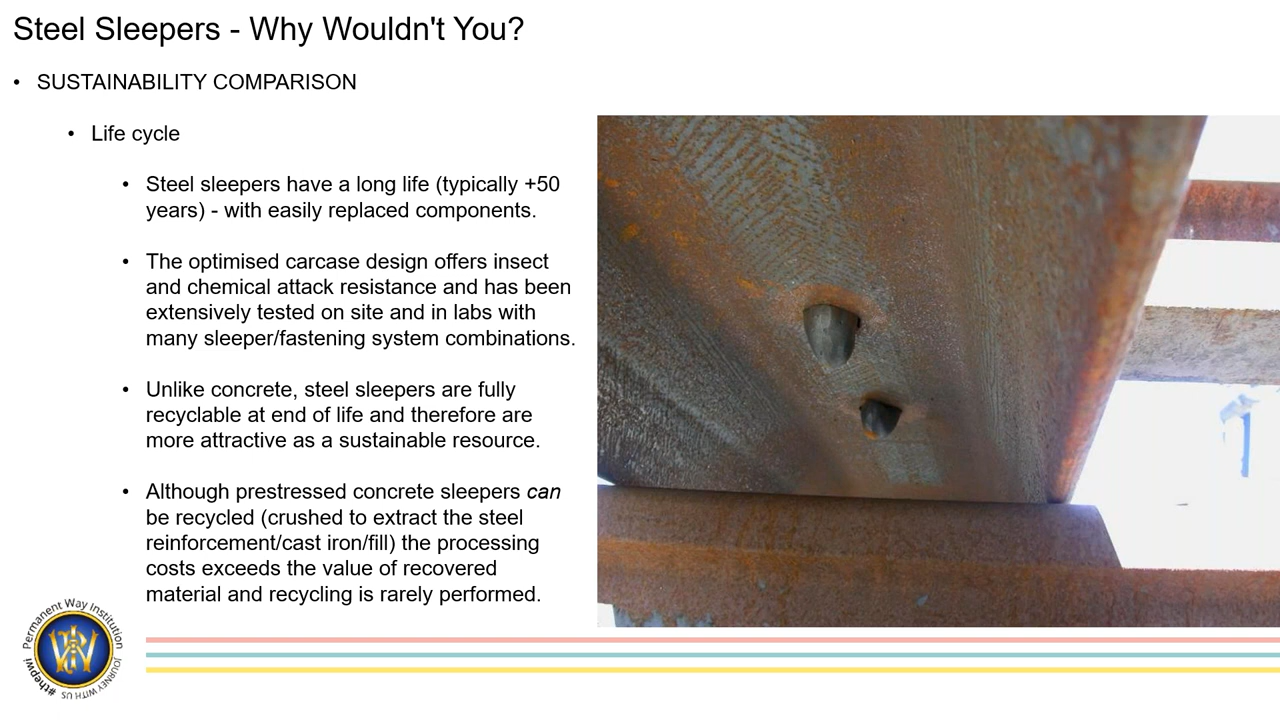 Steel Sleepers - Why Wouldn't You?
• SUSTAINABILITY COMPARISON
• Life cycle
• Steel sleepers have a long life (typically +50
years) - with easily replaced components.
• The optimised carcase design offers insect
and chemical attack resistance and has been
extensively tested on site and in labs with
many sleeper/fastening system combinations.
• Unlike concrete, steel sleepers are fully
recyclable at end of life and therefore are
more attractive as a sustainable resource.
• Although prestressed concrete sleepers can
be recycled (crushed to extract the steel
reinforcement/cast iron/fill) the processing
costs exceeds the value of recovered
material and recycling is rarely performed.
Permanent Way Institution
JOURNEY WITH US
#thepwi
PWI